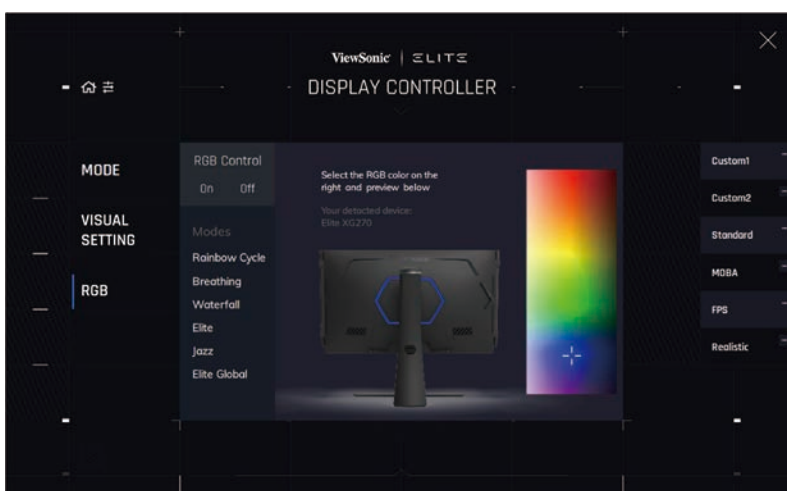 ViewSonic | ELITE
DISPLAY CONTROLLER
MODE
VISUAL
SETTING
RGB
RGB Control
On Off
Modes
Rainbow Cycle
Breathing
Waterfall
Elite
Jazz
Elite Global
Select the RGB color on the
right and preview below
Your detacted device:
Elite XG270
Custom1
Custom2
Standard
MOBA
FPS
Realistic